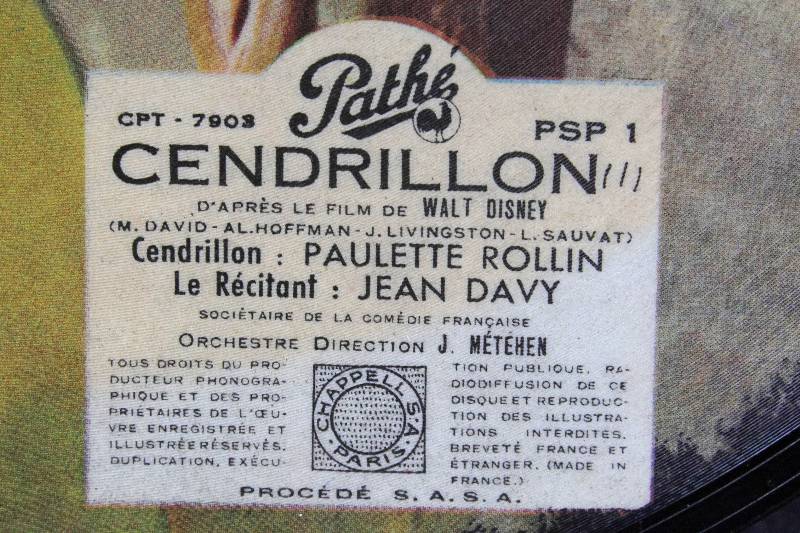 Pathé
CPT - 7903
PSP 1
CENDRILLON (1)
D'APRÈS LE FILM DE WALT DISNEY
(M. DAVID - AL. HOFFMAN - J. LIVINGSTON - L. SAUVAT)
Cendrillon : PAULETTE ROLLIN
Le Récitant : JEAN DAVY
SOCIÉTAIRE DE LA COMÉDIE FRANÇAISE
ORCHESTRE DIRECTION J. MÉTÉHEN
TOUS DROITS DU PRO-
DUCTEUR PHONOGRA-
PHIQUE ET DES PRO-
PRIÉTAIRES DE L'ŒU-
VRE ENREGISTRÉE ET
ILLUSTRÉE RÉSERVÉS.
DUPLICATION, EXÉCU-
CHAPPELL S.A.
PARIS
TION PUBLIQUE, RA-
DIODIFFUSION DE CE
DISQUE ET REPRODUC-
TION DES ILLUSTRA-
TIONS INTERDITES.
BREVETÉ FRANCE ET
ÉTRANGER. (MADE IN
FRANCE.)
PROCÉDÉ S.A.S.A.